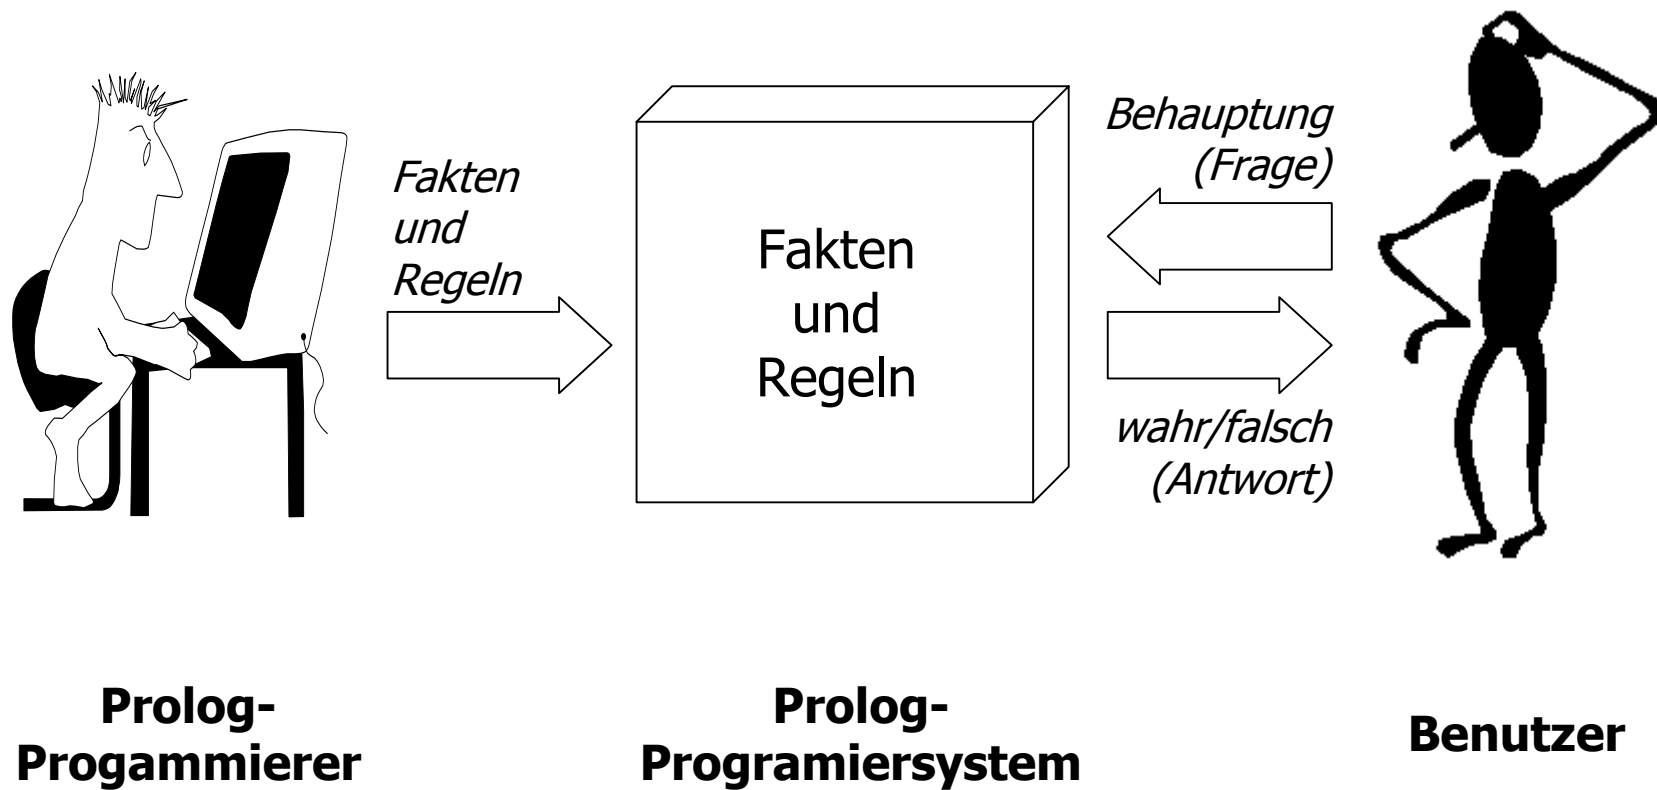 Fakten
und
Regeln
Fakten
und
Regeln
Behauptung
(Frage)
wahr/falsch
(Antwort)
Prolog-
Progammierer
Prolog-
Programiersystem
Benutzer